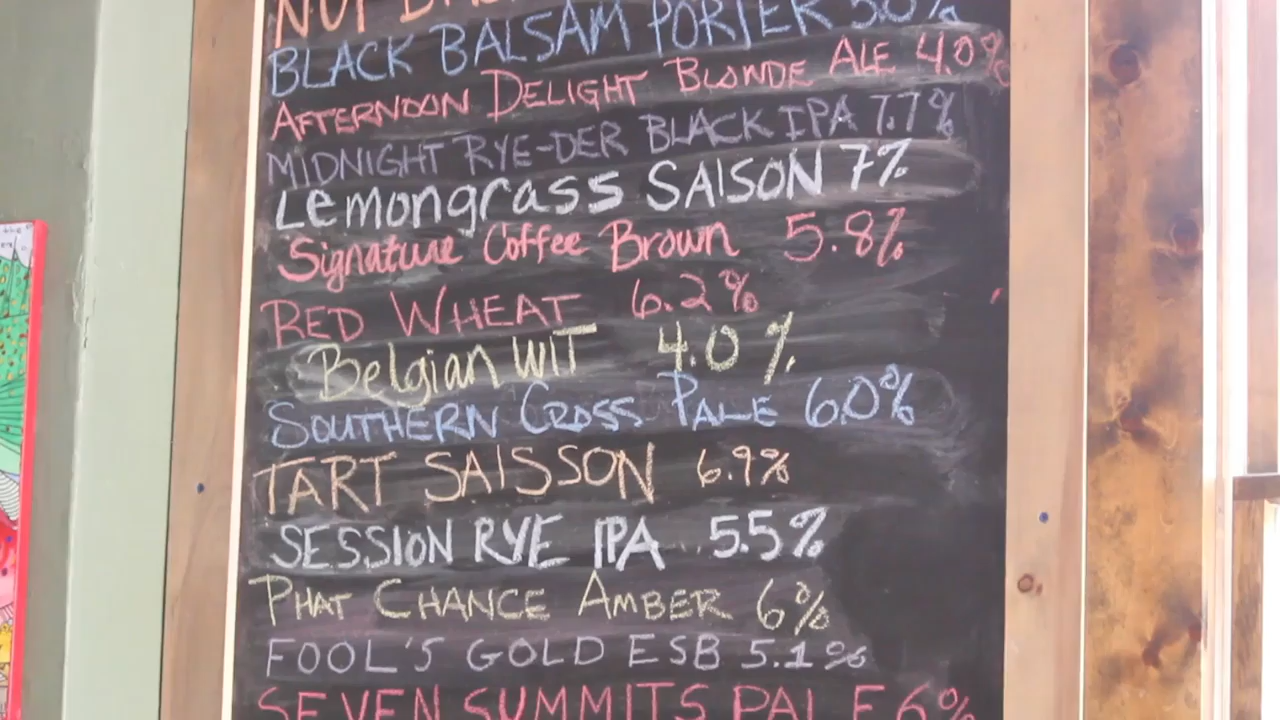 NUT
BLACK BALSAM PORTER 5.0%
AFTERNOON DELIGHT BLONDE ALE 4.0%
MIDNIGHT RYE-DER BLACK IPA 7.7%
Lemongrass SAISON 7%
Signature Coffee Brown 5.8%
RED WHEAT 6.2%
Belgian WIT 4.0%
SOUTHERN CROSS PALE 6.0%
TART SAISSON 6.9%
SESSION RYE IPA 5.5%
PHAT CHANCE AMBER 6%
FOOL'S GOLD ESB 5.1%
SEVEN SUMMITS PALE 6%